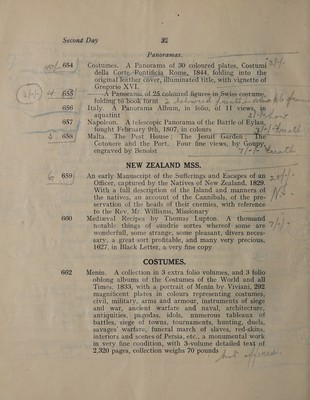 Second Day 32
Panoramas.
654 Costumes. A Panorama of 30 coloured plates, Costumi
della Corte Pontificia Rome, 1844, folding into the
original leather cover, illuminated title, with vignette of
Gregorio XVI.
655 A Panorama of 25 coloured figures in Swiss costume,
folding to book form
656 Italy. A Panorama Album, in folio, of 11 views, in
aquatint
657 Napoleon. A telescopic Panorama of the Battle of Eylau,
fought February 9th, 1807, in colours
658 Malta. The Pest House; The Jesuit Garden; The
Cotonere and the Port. Four fine views, by Goupy,
engraved by Benoist
NEW ZEALAND MSS.
659 An early Manuscript of the Sufferings and Escapes of an
Officer, captured by the Natives of New Zealand, 1829.
With a full description of the Island and manners of
the natives, an account of the Cannibals, of the pre-
servation of the heads of their enemies, with reference
to the Rev. Mr. Williams, Missionary
660 Mediæval Recipes by Thomas Lupton. A thousand
notable things of sundrie sortes whereof some are
wonderfull, some strange, some pleasant, divers neces-
sary, a great sort profitable, and many very precious,
1627, in Black Letter, a very fine copy
COSTUMES.
662 Menin. A collection in 3 extra folio volumes, and 3 folio
oblong albums of the Costumes of the World and all
Times, 1833, with a portrait of Menin by Viviani, 292
magnificent plates in colours representing costumes,
civil, military, arms and armour, instruments of siege
and war, ancient warfare and naval, architecture,
antiquities, pagodas, idols, numerous tableaux of
battles, siege of towns, tournaments, hunting, duels,
savages' warfare, funeral march of slaves, red-skins,
interiors and scenes of Persia, etc., a monumental work
in very fine condition, with 3-volume detailed text of
2,320 pages, collection weighs 70 pounds
not offered.